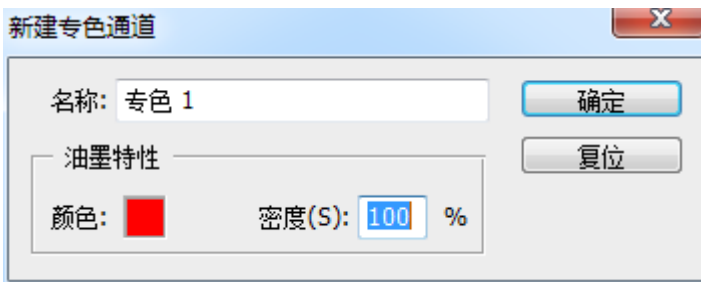 新建专色通道
名称: 专色 1
确定
油墨特性
复位
颜色:
密度(S): 100 %